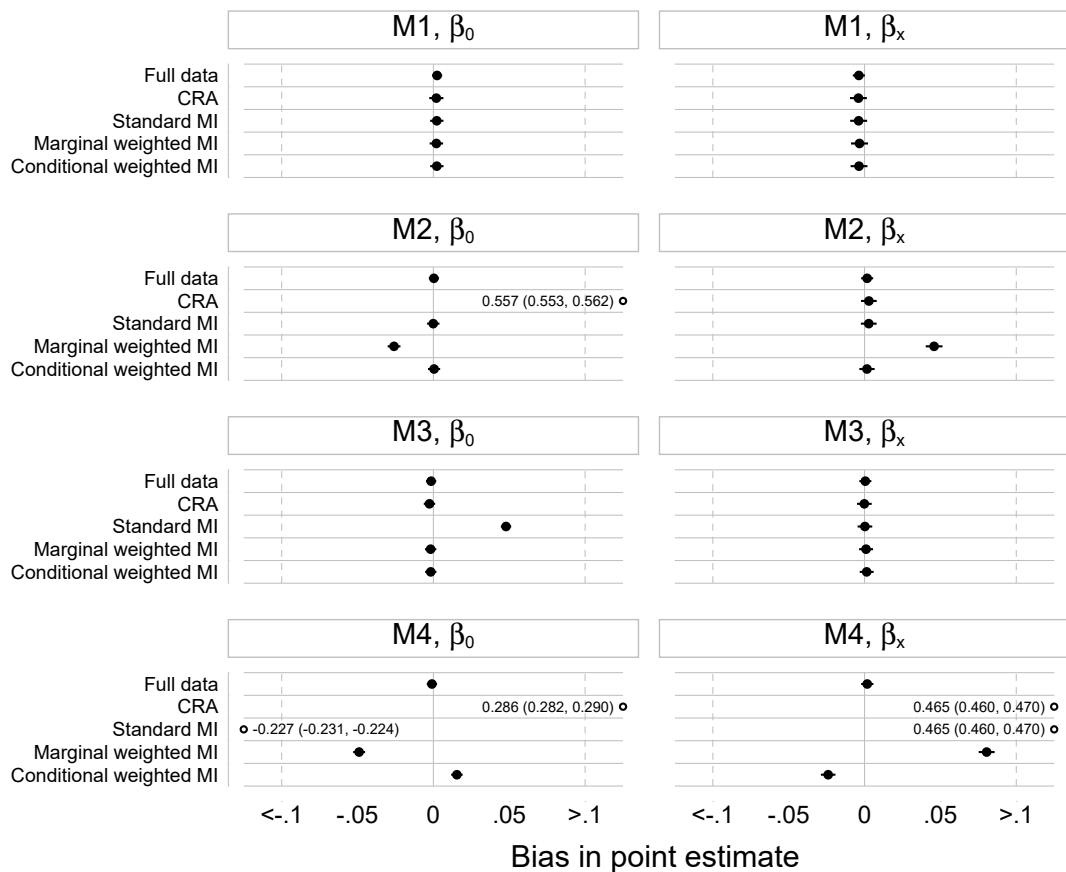 M1, β0 M1, βx
Full data
CRA
Standard MI
Marginal weighted MI
Conditional weighted MI
M2, β0 M2, βx
Full data
CRA 0.557 (0.553, 0.562)
Standard MI
Marginal weighted MI
Conditional weighted MI
M3, β0 M3, βx
Full data
CRA
Standard MI
Marginal weighted MI
Conditional weighted MI
M4, β0 M4, βx
Full data
CRA 0.286 (0.282, 0.290) 0.465 (0.460, 0.470)
Standard MI -0.227 (-0.231, -0.224) 0.465 (0.460, 0.470)
Marginal weighted MI
Conditional weighted MI
<-.1 -.05 0 .05 >.1 <-.1 -.05 0 .05 >.1
Bias in point estimate